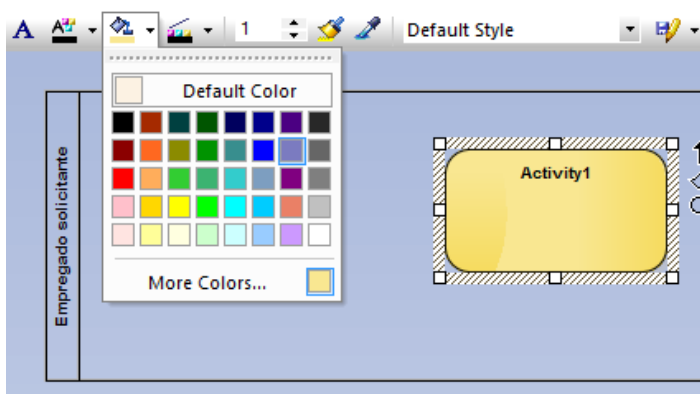 A A 1 Default Style
Default Color
More Colors...
Empregado solicitante
Activity1